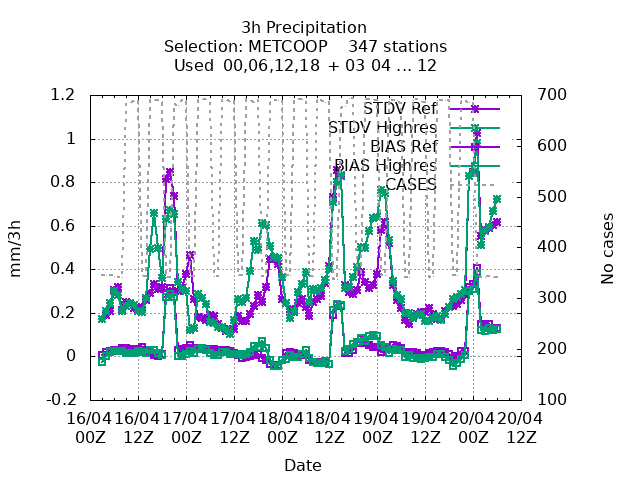 3h Precipitation
Selection: METCOOP    347 stations
Used 00,06,12,18 + 03 04 ... 12
1.2
1
0.8
0.6
0.4
0.2
0
-0.2
mm/3h
700
600
500
400
300
200
100
No cases
STDV Ref
STDV Highres
BIAS Ref
BIAS Highres
CASES
16/04 16/04 17/04 17/04 18/04 18/04 19/04 19/04 20/04 20/04
00Z 12Z 00Z 12Z 00Z 12Z 00Z 12Z 00Z 12Z
Date